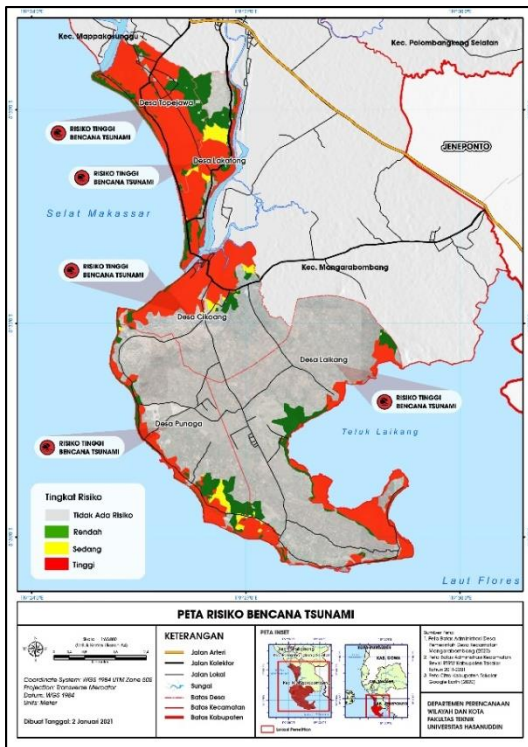 Kec. Mappakasunggu
Kec. Polombangkeng Selatan
Desa Topejawa
RISIKO TINGGI
BENCANA TSUNAMI
JENEPONTO
Desa Lakatong
RISIKO TINGGI
BENCANA TSUNAMI
Selat Makassar
RISIKO TINGGI
BENCANA TSUNAMI
Kec. Mangarabombang
Desa Cikoang
Desa Laikang
RISIKO TINGGI
BENCANA TSUNAMI
Desa Punaga
RISIKO TINGGI
BENCANA TSUNAMI
Teluk Laikang
Tingkat Risiko
Tidak Ada Risiko
Rendah
Sedang
Tinggi
Laut Flores
PETA RISIKO BENCANA TSUNAMI
KETERANGAN
Jalan Arteri
Jalan Kolektor
Jalan Lokal
Sungai
Batas Desa
Batas Kecamatan
Batas Kabupaten
Coordinate System: WGS 1984 UTM Zone 50S
Projection: Transverse Mercator
Datum: WGS 1984
Units: Meter
Dibuat Tanggal: 2 Januari 2021
PETA INSET
Lokasi Penelitian
Sumber Peta:
DEPARTEMEN PERENCANAAN
WILAYAH DAN KOTA
FAKULTAS TEKNIK
UNIVERSITAS HASANUDDIN